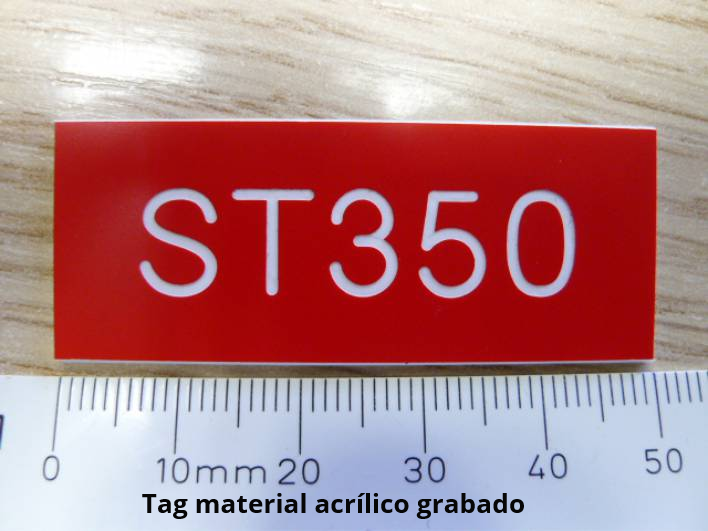 ST350
0 10mm 20 30 40 50
Tag material acrílico grabado